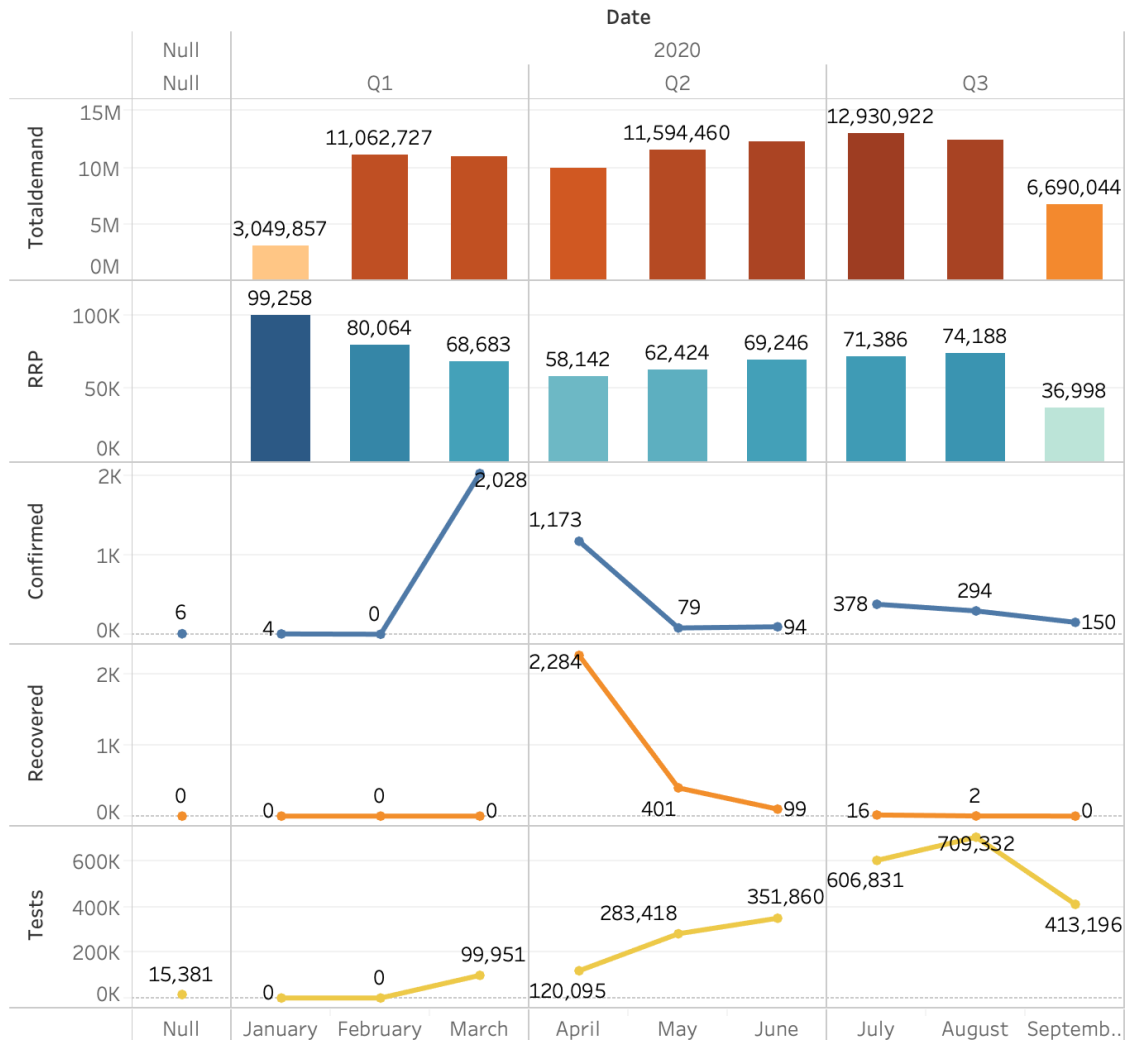 Date
Null 2020
Null Q1 Q2 Q3
Totaldemand
15M
10M
5M
0M
3,049,857 11,062,727 11,594,460 12,930,922 6,690,044
RRP
100K
50K
0K
99,258 80,064 68,683 58,142 62,424 69,246 71,386 74,188 36,998
Confirmed
2K
1K
0K
6 4 0 2,028 1,173 79 94 378 294 150
Recovered
2K
1K
0K
0 0 0 0 2,284 401 99 16 2 0
Tests
600K
400K
200K
0K
15,381 0 0 99,951 120,095 283,418 351,860 606,831 709,332 413,196
Null January February March April May June July August Septemb..